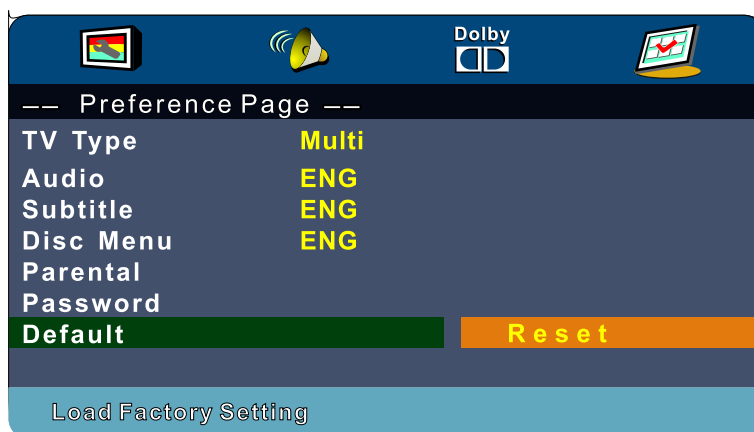 Dolby
—— Preference Page ——
TV Type Multi
Audio ENG
Subtitle ENG
Disc Menu ENG
Parental
Password
Default Reset
Load Factory Setting